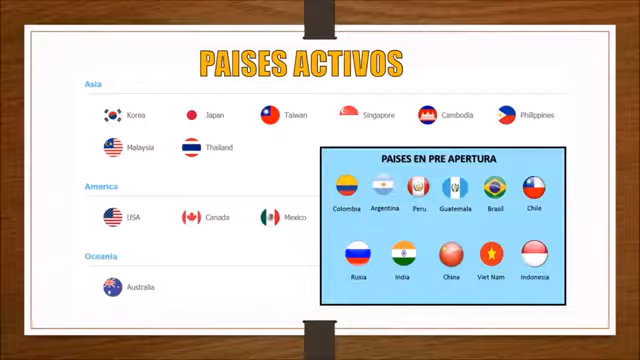 PAISES ACTIVOS
Asia
Korea Japan Taiwan Singapore Cambodia Philippines
Malaysia Thailand
America
USA Canada Mexico
Oceania
Australia
PAISES EN PRE APERTURA
Colombia Argentina Peru Guatemala Brasil Chile
Rusia India China Viet Nam Indonesia